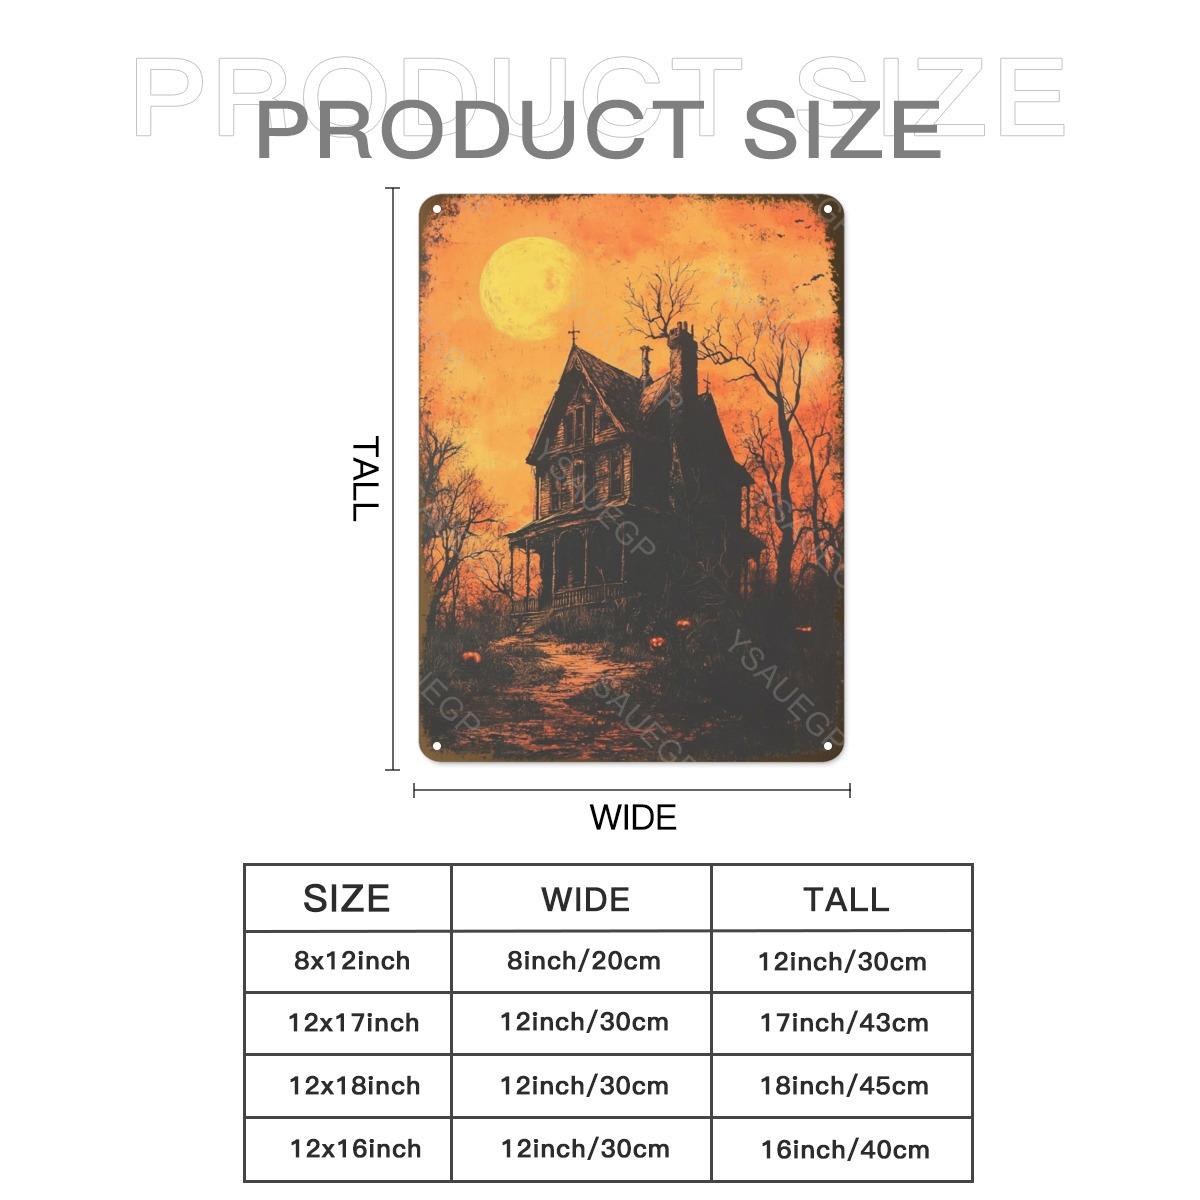 PRODUCT SIZE
PRODUCT SIZE
TALL
YSAUEGP
YSAUEGP
WIDE
SIZE WIDE TALL
8x12inch 8inch/20cm 12inch/30cm
12x17inch 12inch/30cm 17inch/43cm
12x18inch 12inch/30cm 18inch/45cm
12x16inch 12inch/30cm 16inch/40cm